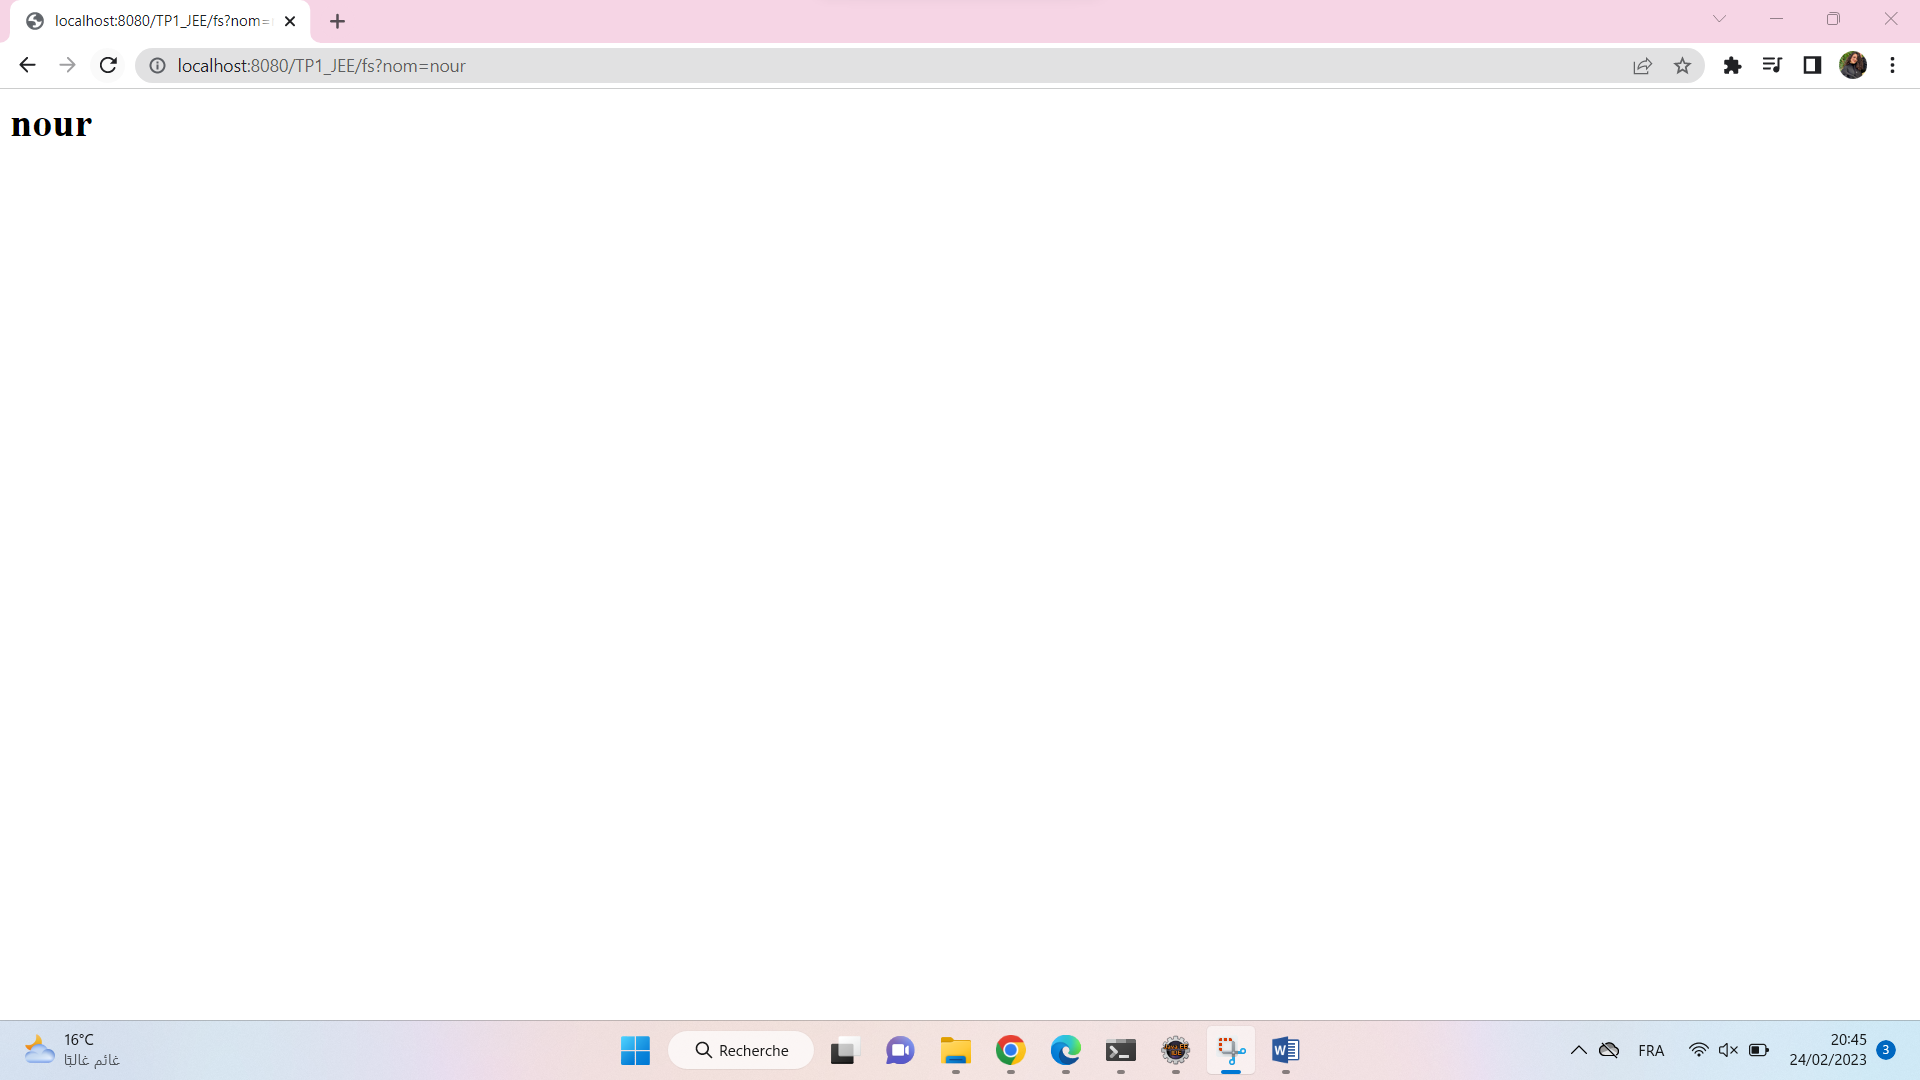 localhost:8080/TP1_JEE/fs?nom=
localhost:8080/TP1_JEE/fs?nom=nour
nour
16°C
غائم غالبًا
Recherche
W
FRA
20:45
24/02/2023
3